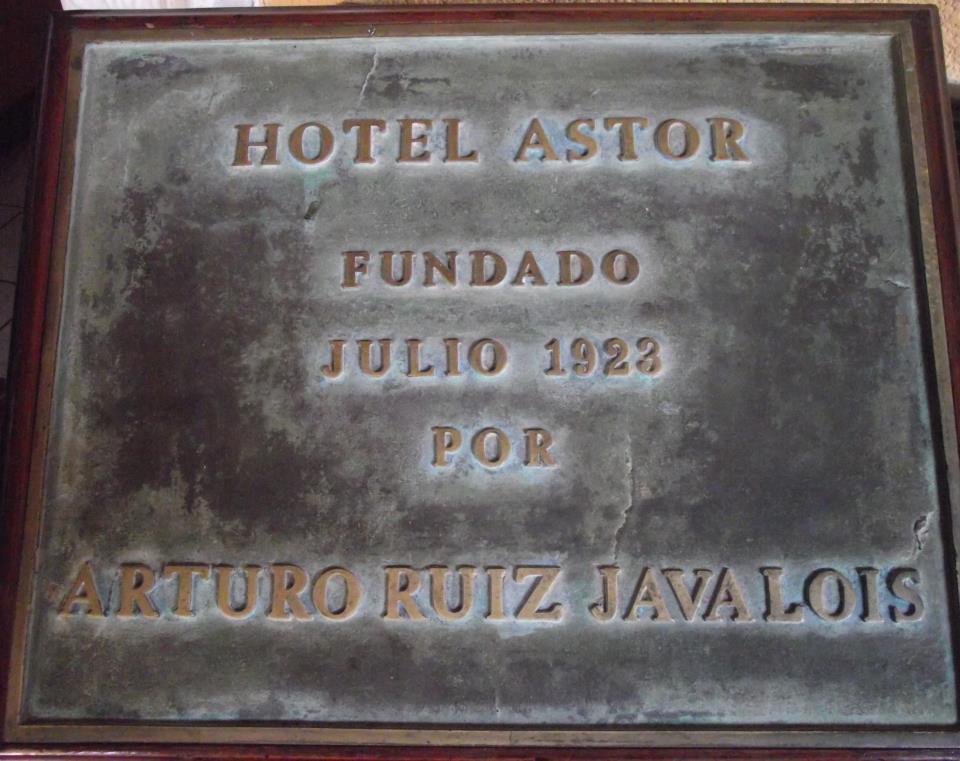 HOTEL ASTOR
FUNDADO
JULIO 1923
POR
ARTURO RUIZ JAVALOIS